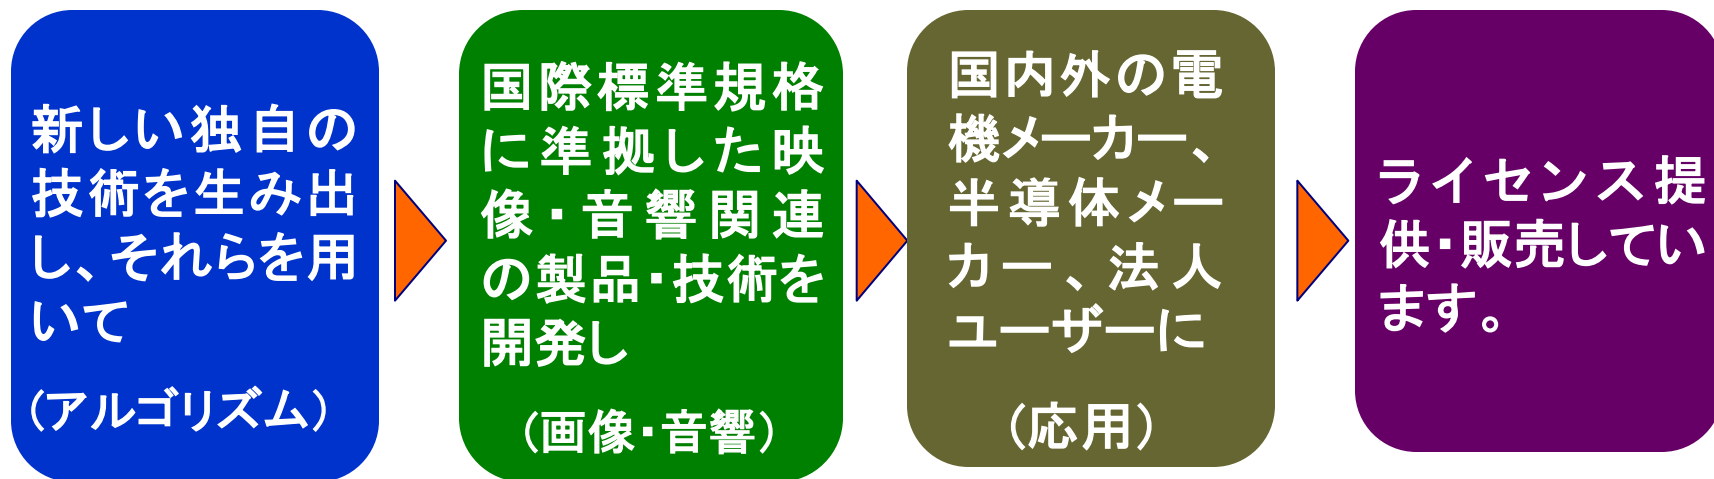 新しい独自の
技術を生み出
し、それらを用
いて
（アルゴリズム）
国際標準規格
に準拠した映
像・音響関連
の製品・技術を
開発し
（画像・音響）
国内外の電
機メーカー、
半導体メー
カー、法人
ユーザーに
（応用）
ライセンス提
供・販売してい
ます。